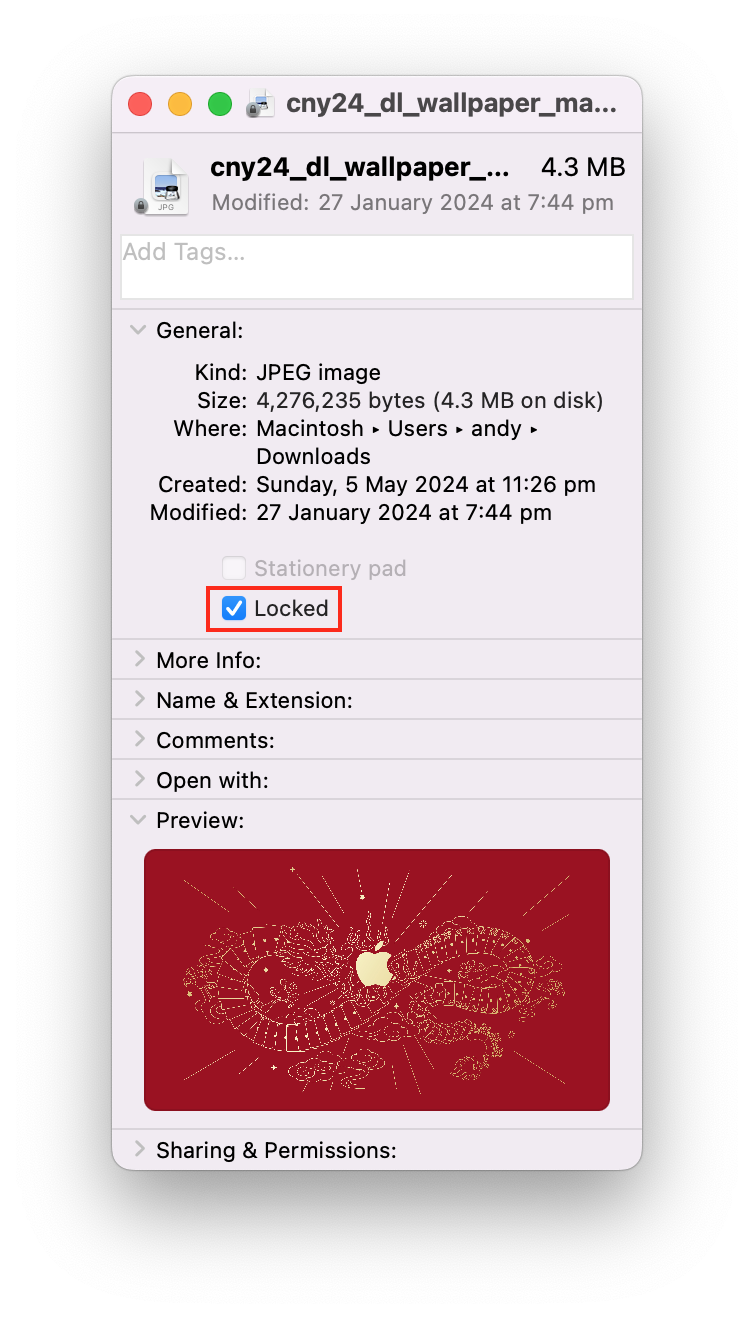 cny24_dl_wallpaper_ma...
cny24_dl_wallpaper_... 4.3 MB
Modified: 27 January 2024 at 7:44 pm
JPG
Add Tags...
General:
Kind: JPEG image
Size: 4,276,235 bytes (4.3 MB on disk)
Where: Macintosh ▸ Users ▸ andy ▸
Downloads
Created: Sunday, 5 May 2024 at 11:26 pm
Modified: 27 January 2024 at 7:44 pm
Stationery pad
Locked
More Info:
Name & Extension:
Comments:
Open with:
Preview:
Sharing & Permissions: